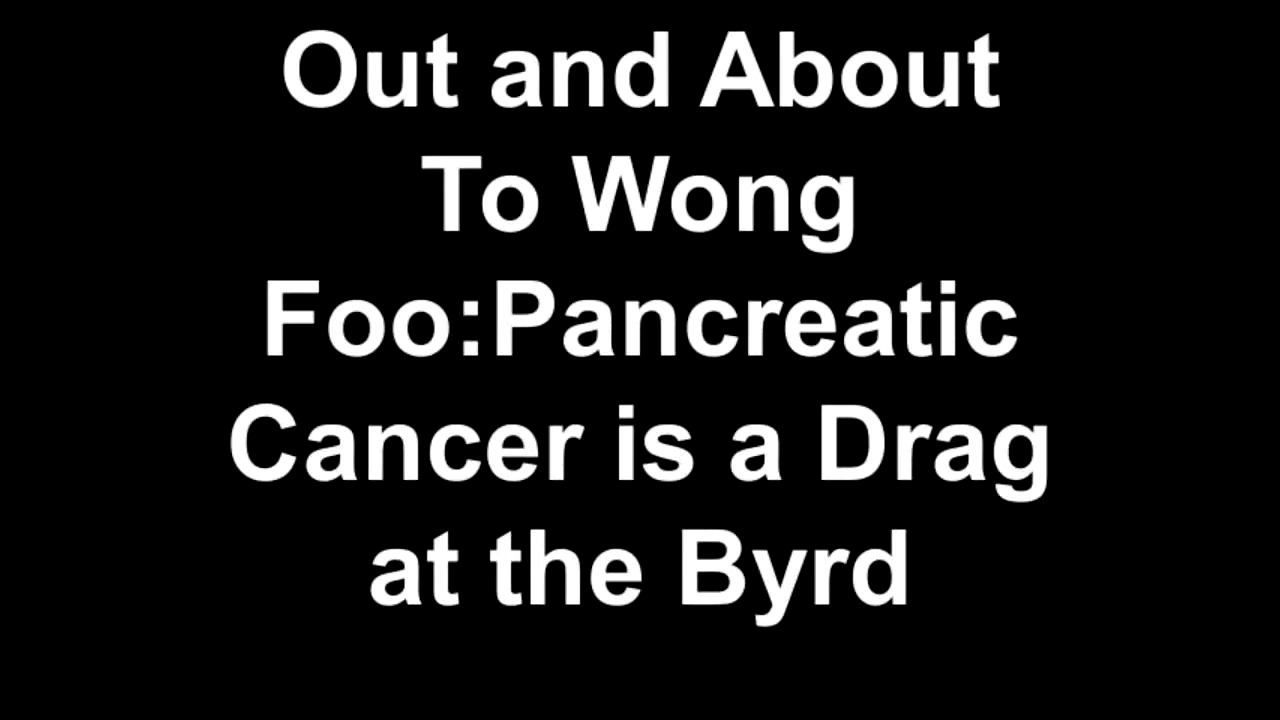 Out and About
To Wong
Foo:Pancreatic
Cancer is a Drag
at the Byrd